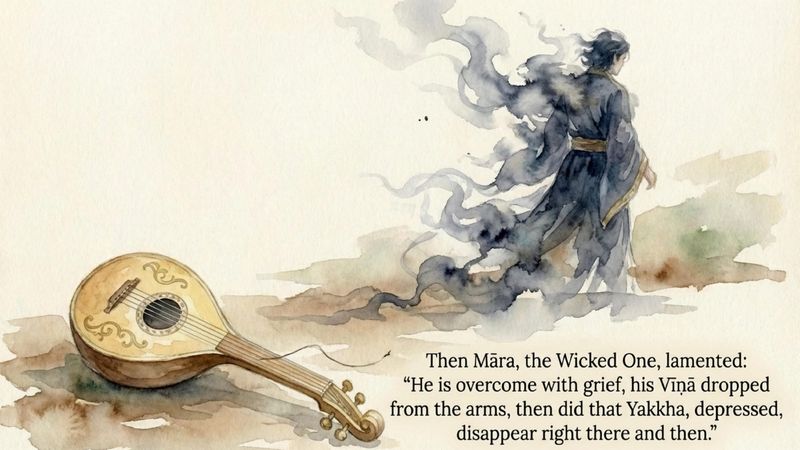 Then Māra, the Wicked One, lamented:
“He is overcome with grief, his Vīṇā dropped
from the arms, then did that Yakkha, depressed,
disappear right there and then.”